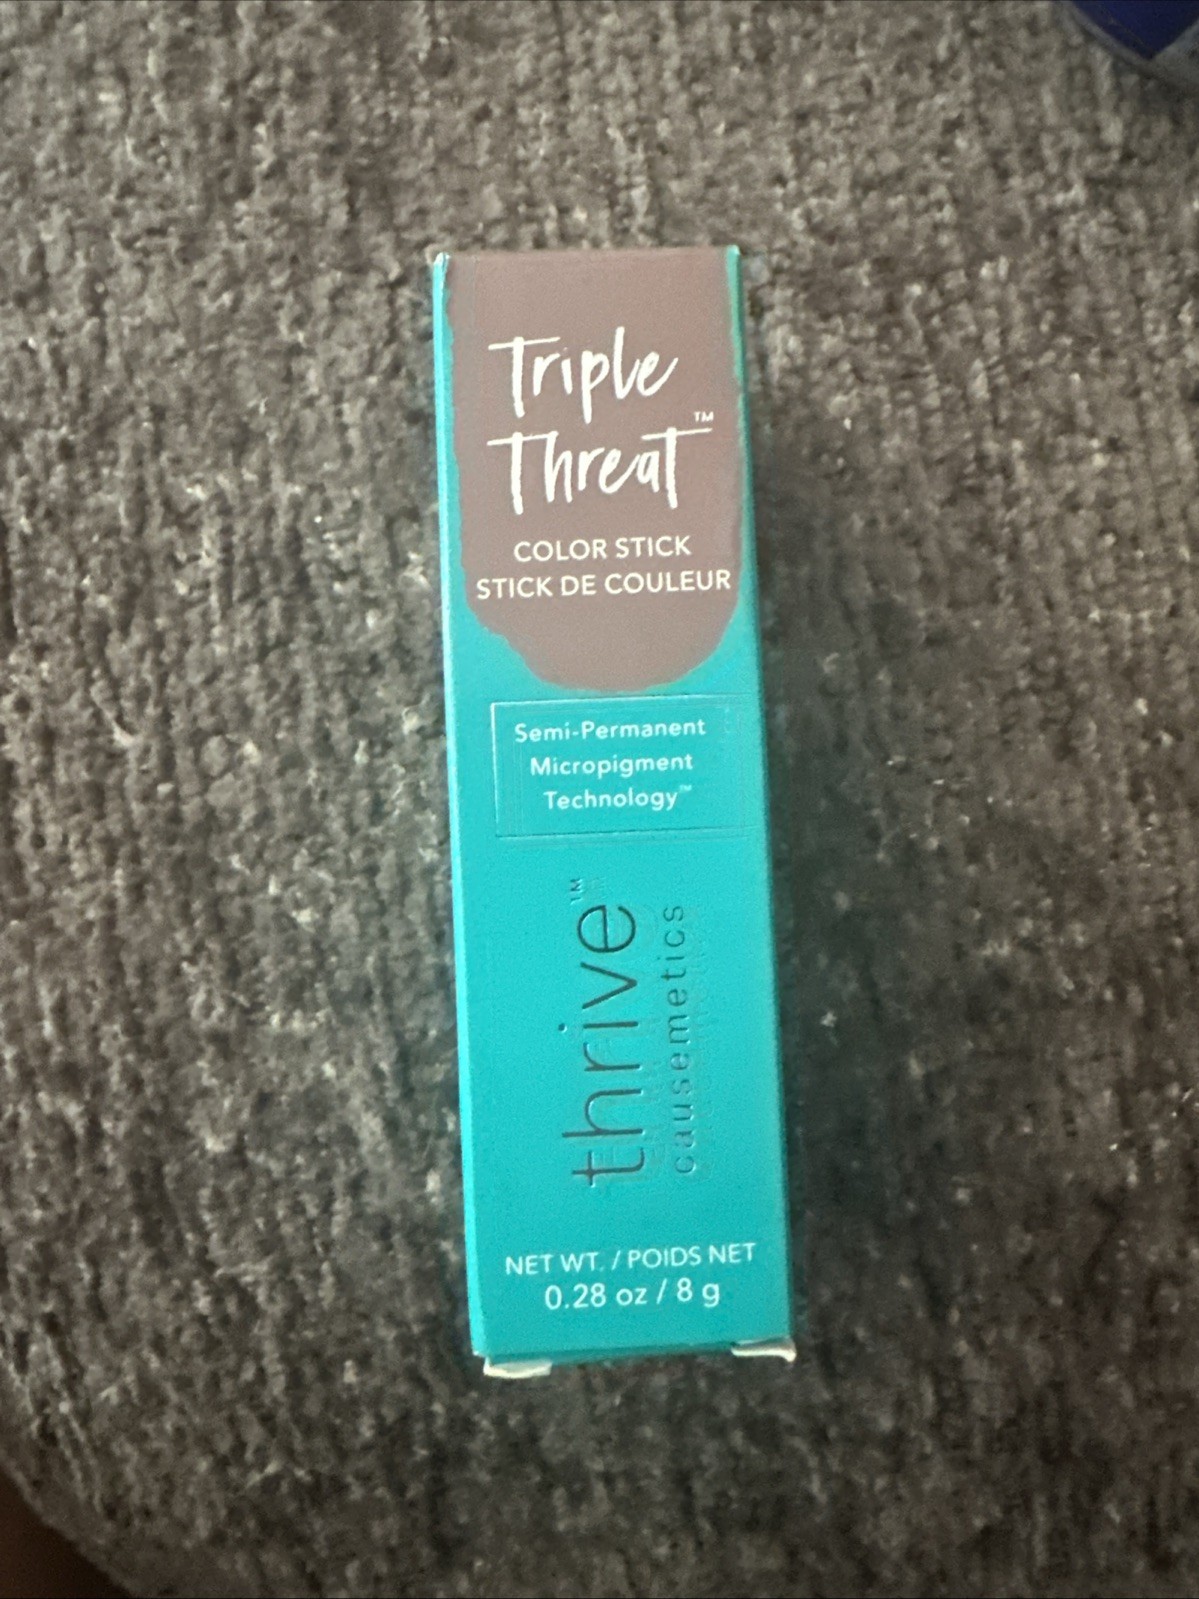 Triple
Threat™
COLOR STICK
STICK DE COULEUR
Semi-Permanent
Micropigment
Technology™
thrive™
causemetics
NET WT. / POIDS NET
0.28 oz / 8 g